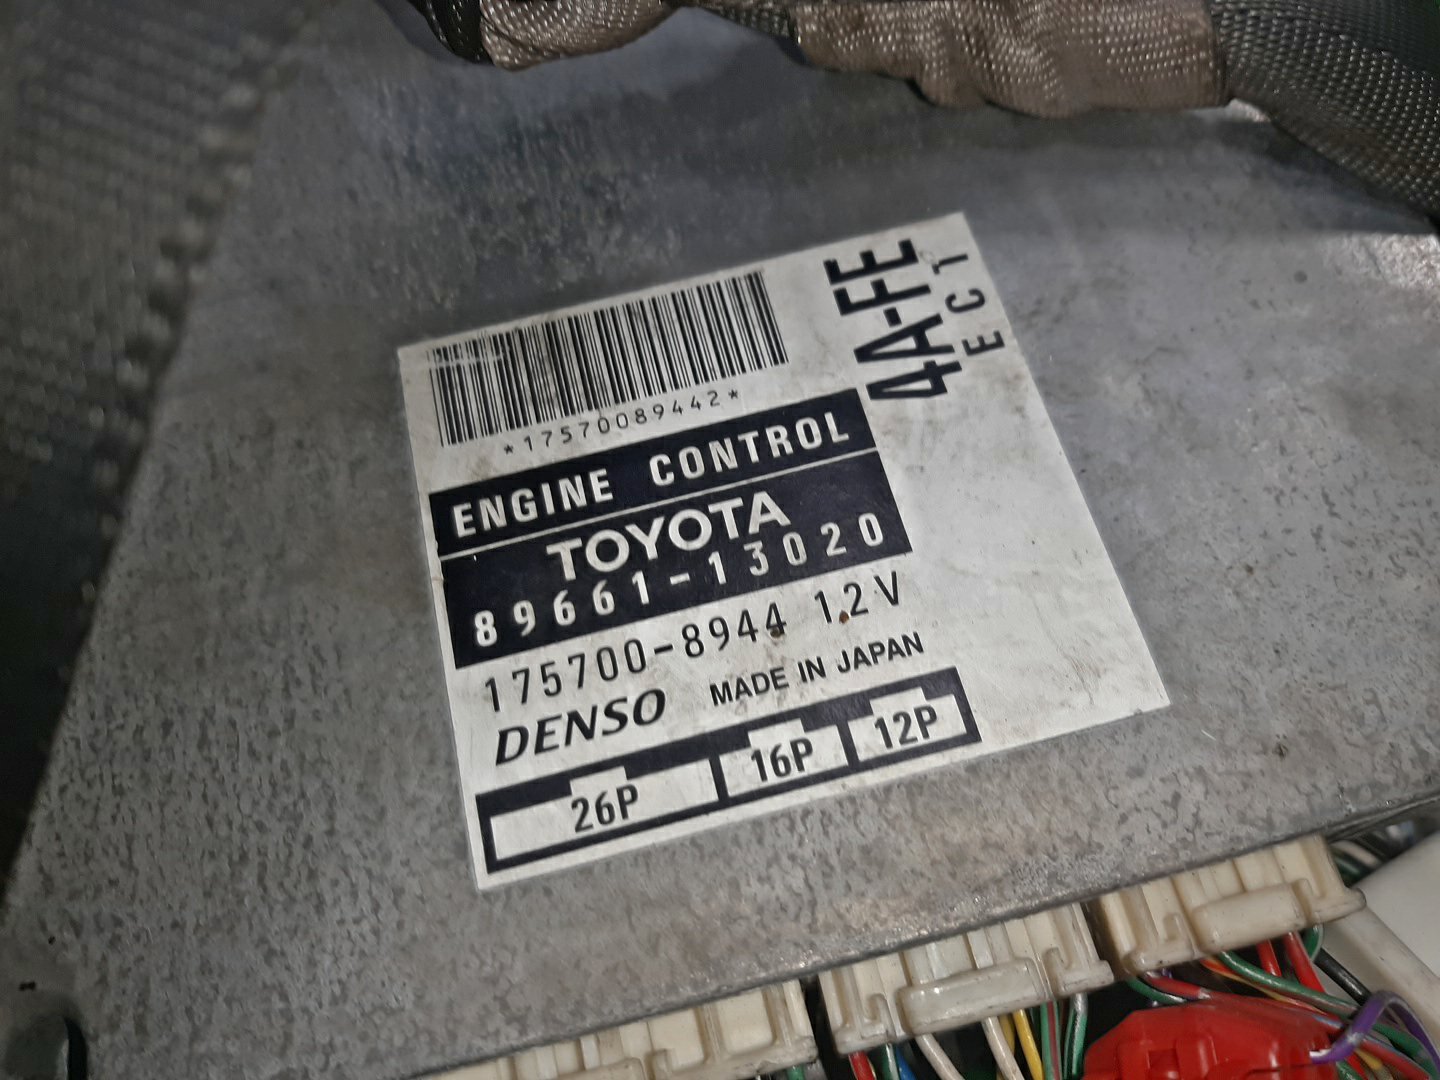 *17570089442*
4A-FE
ECT
ENGINE CONTROL
TOYOTA
89661-13020
175700-8944 12V
DENSO MADE IN JAPAN
26P 16P 12P